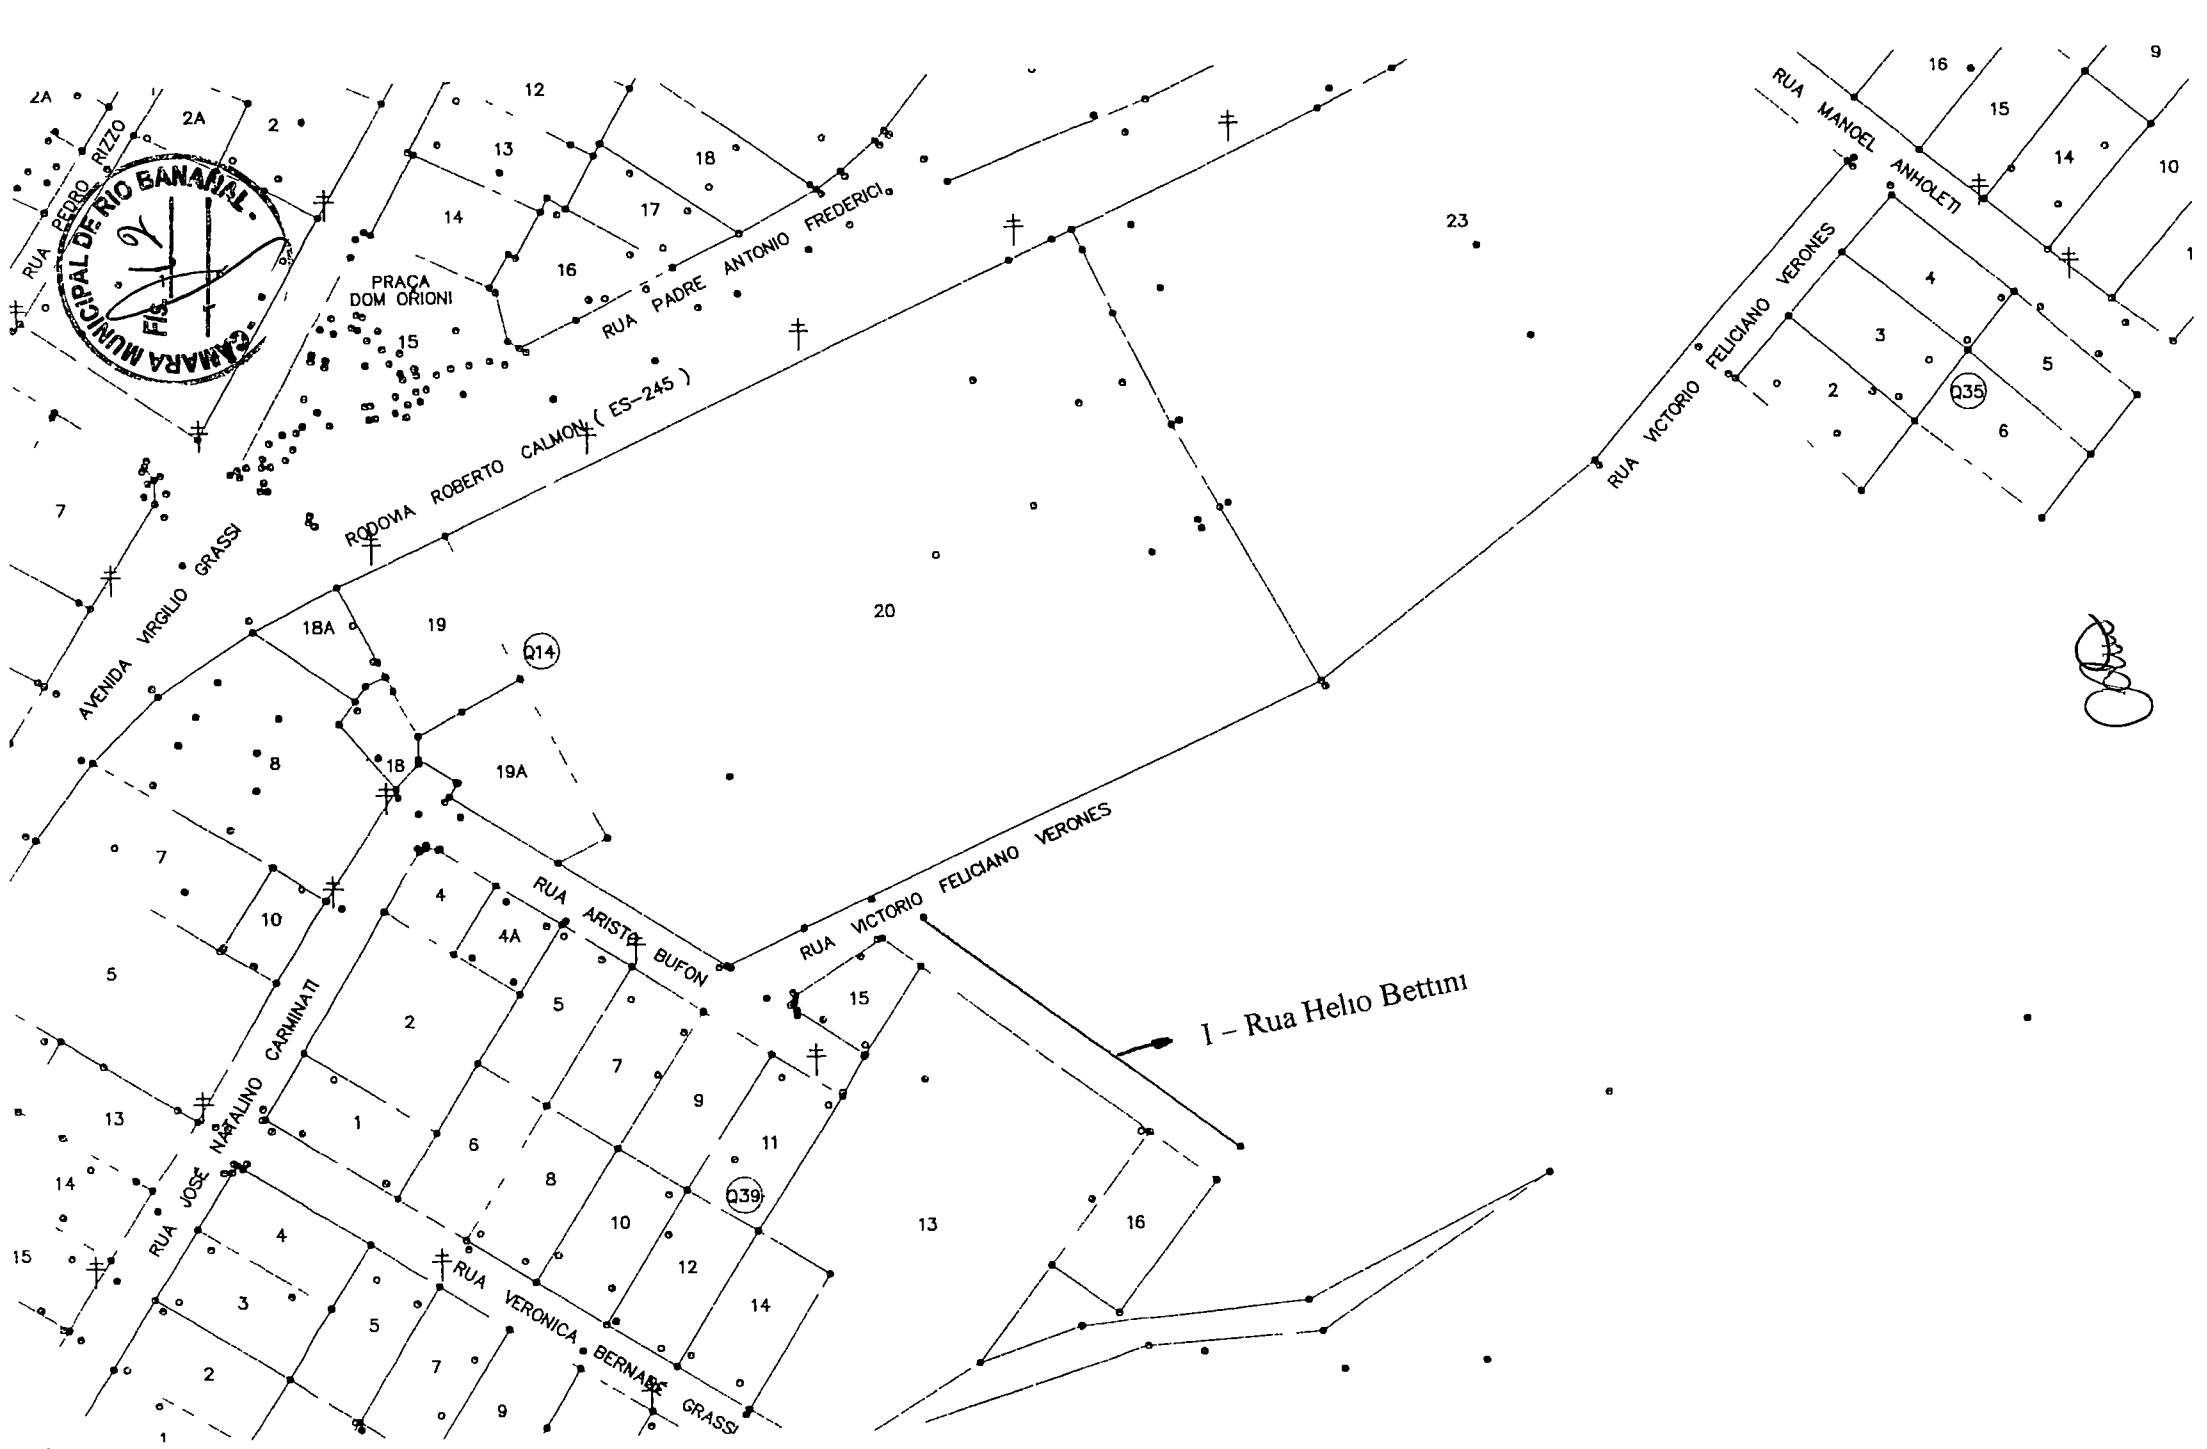 2A
2A
2
12
13
18
14
17
16
15
RUA PEDRO RIZZO
CÂMARA MUNICIPAL DE RIO BANANAL
PRAÇA
DOM ORIONI
RUA PADRE ANTONIO FREDERICI
RODOVIA ROBERTO CALMON ( ES-245 )
23
16
9
15
14
10
RUA MANOEL ANHOLETI
4
3
5
2
3
Q35
6
RUA VICTORIO FELICIANO VERONES
7
AVENIDA VIRGILIO GRASSI
18A
19
Q14
20
8
18
19A
7
10
5
4
4A
RUA ARISTO BUFON
RUA VICTORIO FELICIANO VERONES
15
I – Rua Helio Bettini
2
5
7
9
1
6
11
8
Q39
10
13
16
12
14
13
14
15
RUA JOSÉ NATALINO CARMINATI
4
3
5
2
7
9
1
RUA VERONICA BERNABÉ GRASSI